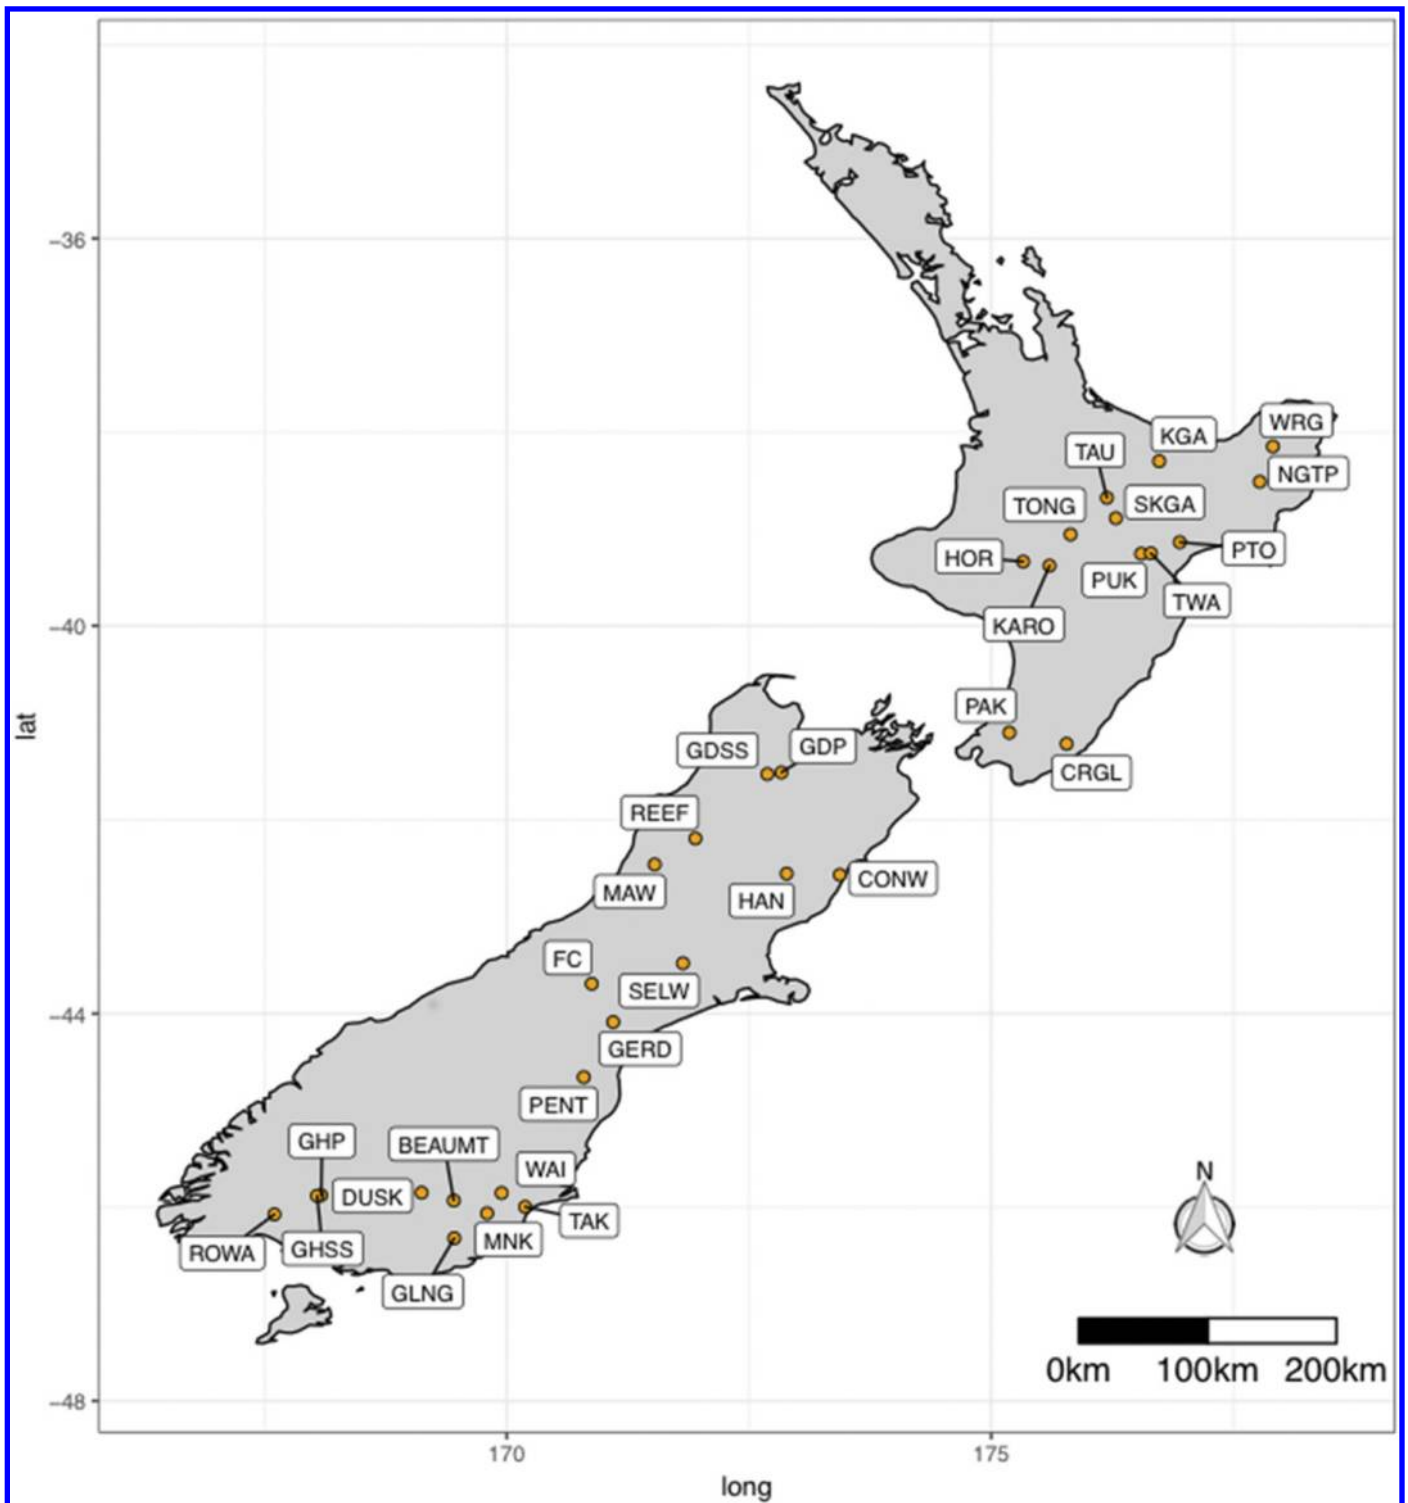 −36
WRG
KGA
TAU
NGTP
SKGA
TONG
HOR
PTO
PUK
TWA
−40
KARO
PAK
lat
GDSS
GDP
CRGL
REEF
MAW
HAN
CONW
FC
SELW
−44
GERD
PENT
GHP
BEAUMT
WAI
DUSK
TAK
N
ROWA
GHSS
MNK
GLNG
0km 100km 200km
−48
170 175
long